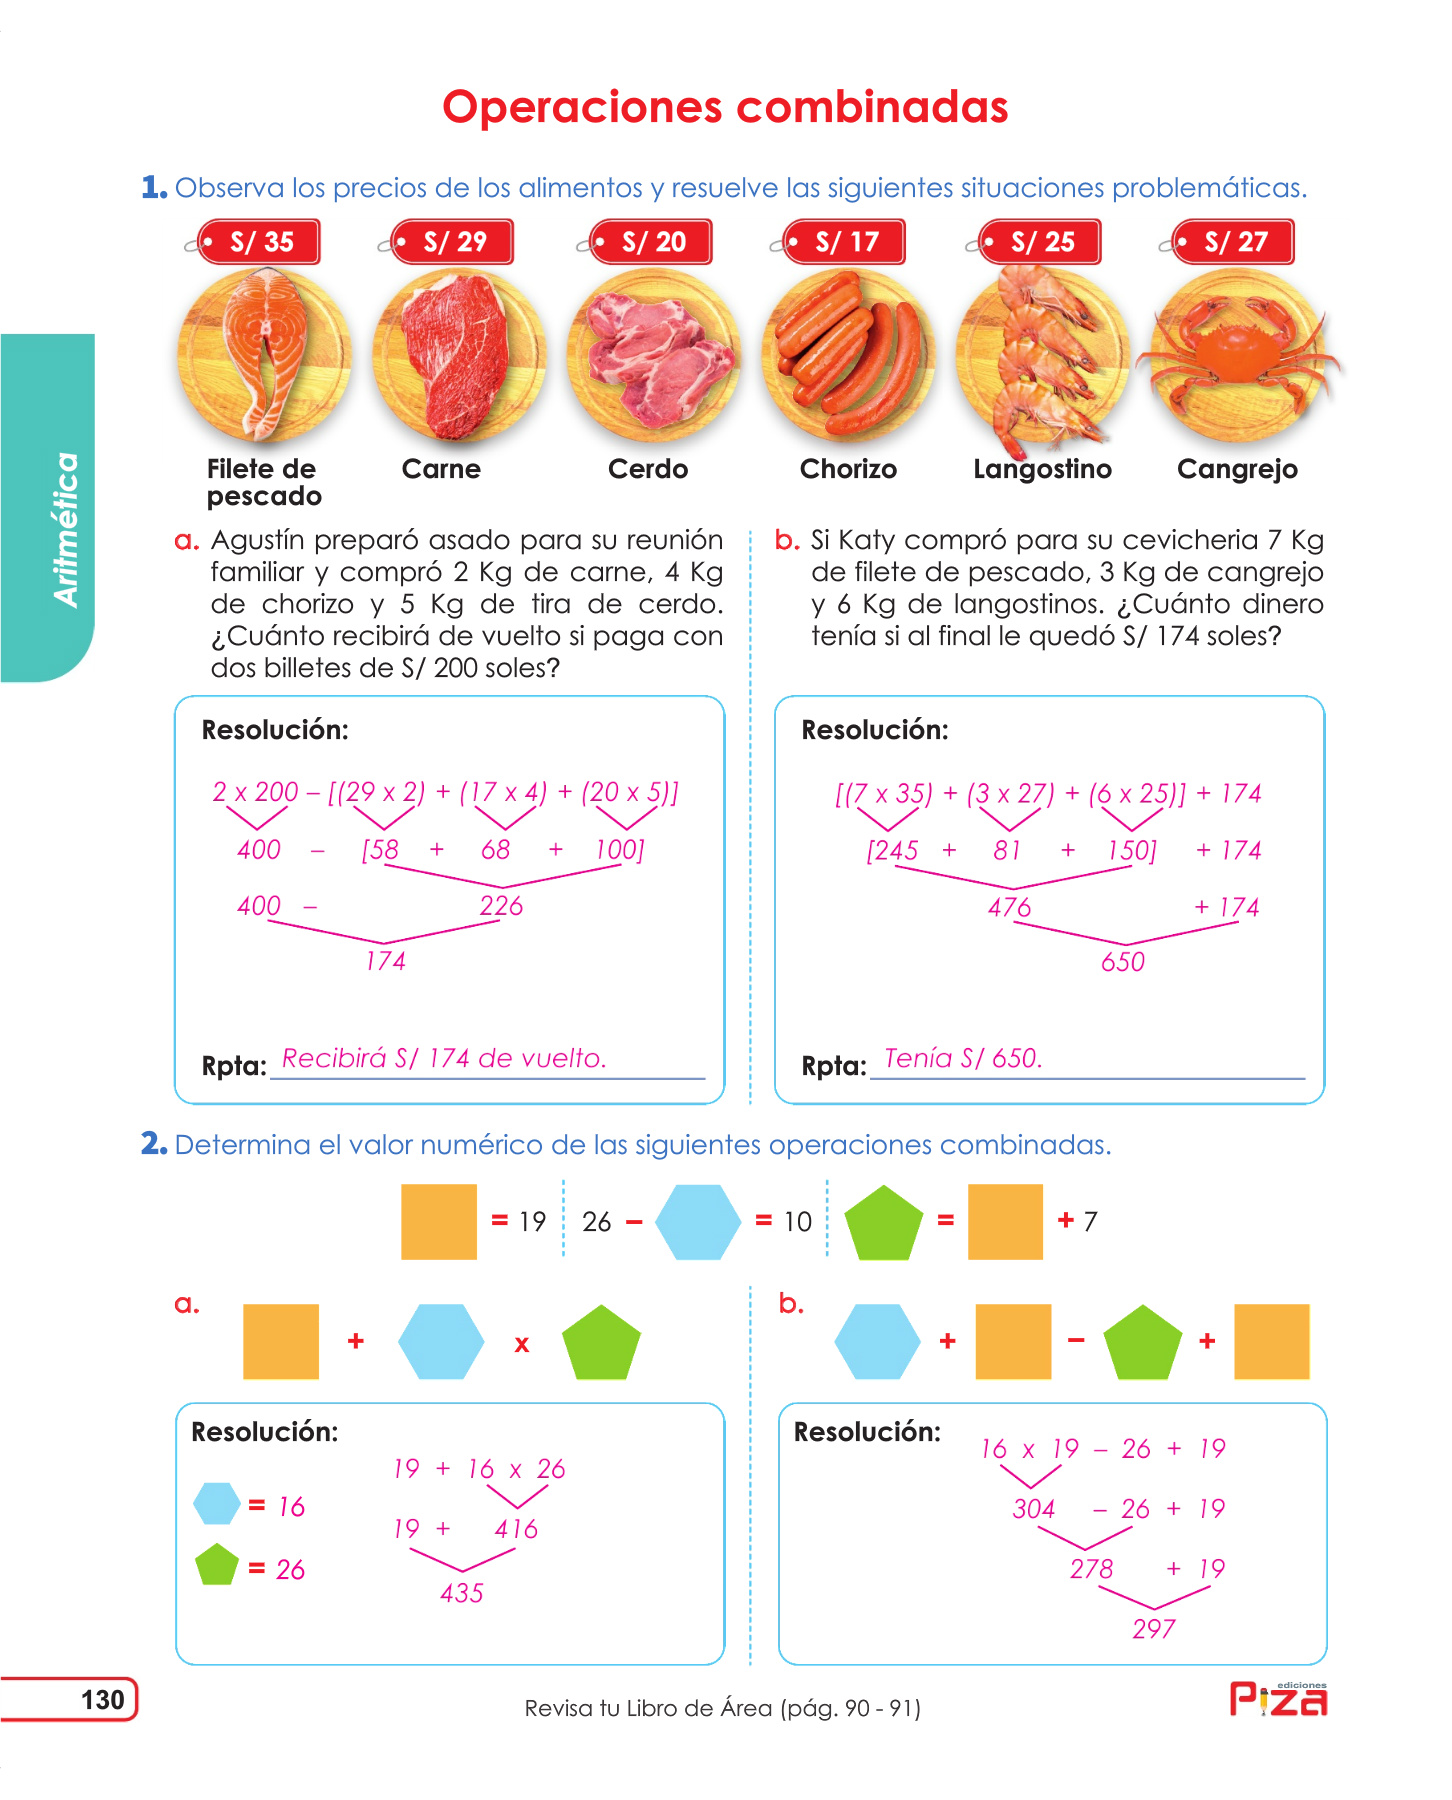 Operaciones combinadas
1. Observa los precios de los alimentos y resuelve las siguientes situaciones problemáticas.
S/ 35
S/ 29
S/ 20
S/ 17
S/ 25
S/ 27
Filete de
pescado
Carne
Cerdo
Chorizo
Langostino
Cangrejo
Aritmética
a. Agustín preparó asado para su reunión
familiar y compró 2 Kg de carne, 4 Kg
de chorizo y 5 Kg de tira de cerdo.
¿Cuánto recibirá de vuelto si paga con
dos billetes de S/ 200 soles?
Resolución:
2 x 200 – [(29 x 2) + (17 x 4) + (20 x 5)]
400 – [58 + 68 + 100]
400 – 226
174
Rpta: Recibirá S/ 174 de vuelto.
b. Si Katy compró para su cevicheria 7 Kg
de filete de pescado, 3 Kg de cangrejo
y 6 Kg de langostinos. ¿Cuánto dinero
tenía si al final le quedó S/ 174 soles?
Resolución:
[(7 x 35) + (3 x 27) + (6 x 25)] + 174
[245 + 81 + 150] + 174
476 + 174
650
Rpta: Tenía S/ 650.
2. Determina el valor numérico de las siguientes operaciones combinadas.
= 19
26 – = 10
= + 7
a.
+ x
Resolución:
= 16
= 26
19 + 16 x 26
19 + 416
435
b.
+ – +
Resolución:
16 x 19 – 26 + 19
304 – 26 + 19
278 + 19
297
130
Revisa tu Libro de Área (pág. 90 - 91)
ediciones
Piza